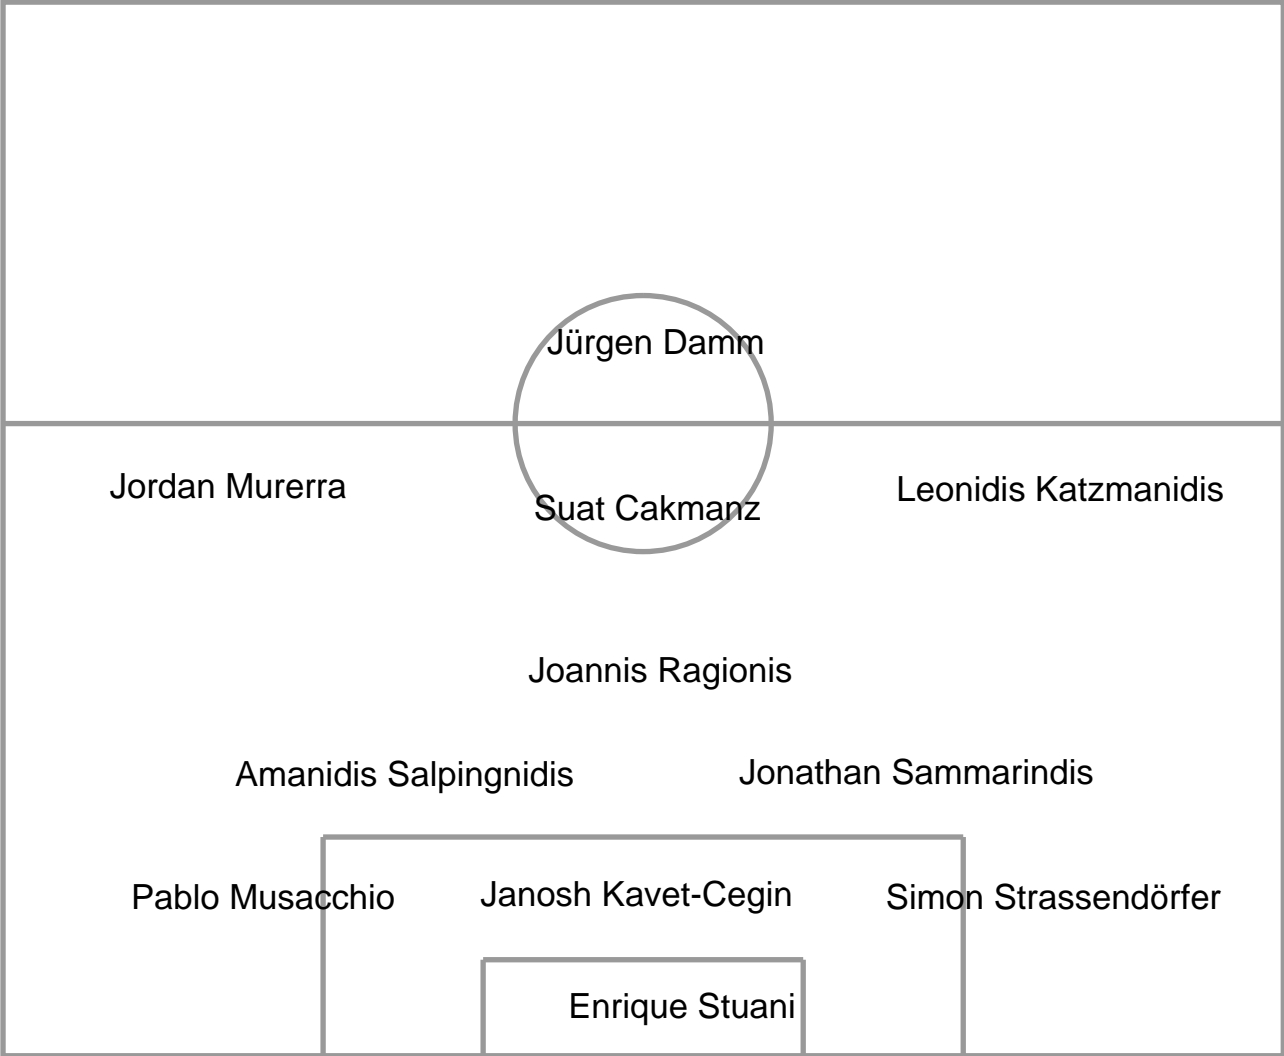 Jürgen Damm
Jordan Murerra
Suat Cakmanz
Leonidis Katzmanidis
Joannis Ragionis
Amanidis Salpingnidis
Jonathan Sammarindis
Pablo Musacchio
Janosh Kavet-Cegin
Simon Strassendörfer
Enrique Stuani